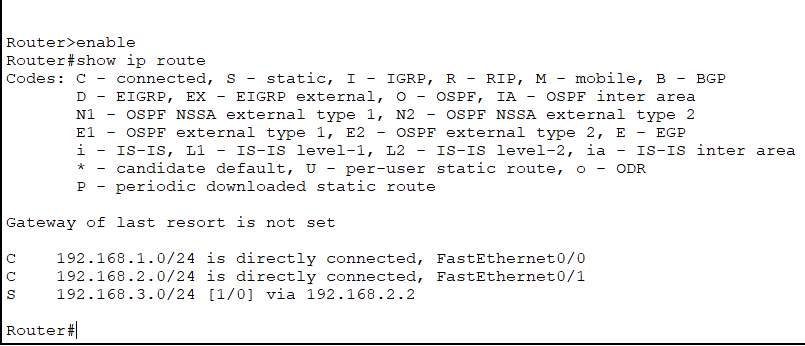 Router>enable
Router#show ip route
Codes: C - connected, S - static, I - IGRP, R - RIP, M - mobile, B - BGP
D - EIGRP, EX - EIGRP external, O - OSPF, IA - OSPF inter area
N1 - OSPF NSSA external type 1, N2 - OSPF NSSA external type 2
E1 - OSPF external type 1, E2 - OSPF external type 2, E - EGP
i - IS-IS, L1 - IS-IS level-1, L2 - IS-IS level-2, ia - IS-IS inter area
* - candidate default, U - per-user static route, o - ODR
P - periodic downloaded static route
Gateway of last resort is not set
C 192.168.1.0/24 is directly connected, FastEthernet0/0
C 192.168.2.0/24 is directly connected, FastEthernet0/1
S 192.168.3.0/24 [1/0] via 192.168.2.2
Router#